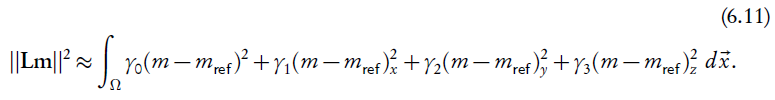 (6.11)
||Lm||² ≈ ∫_Ω γ₀(m − m_ref)² + γ₁(m − m_ref)²_x + γ₂(m − m_ref)²_y + γ₃(m − m_ref)²_z dx⃗.